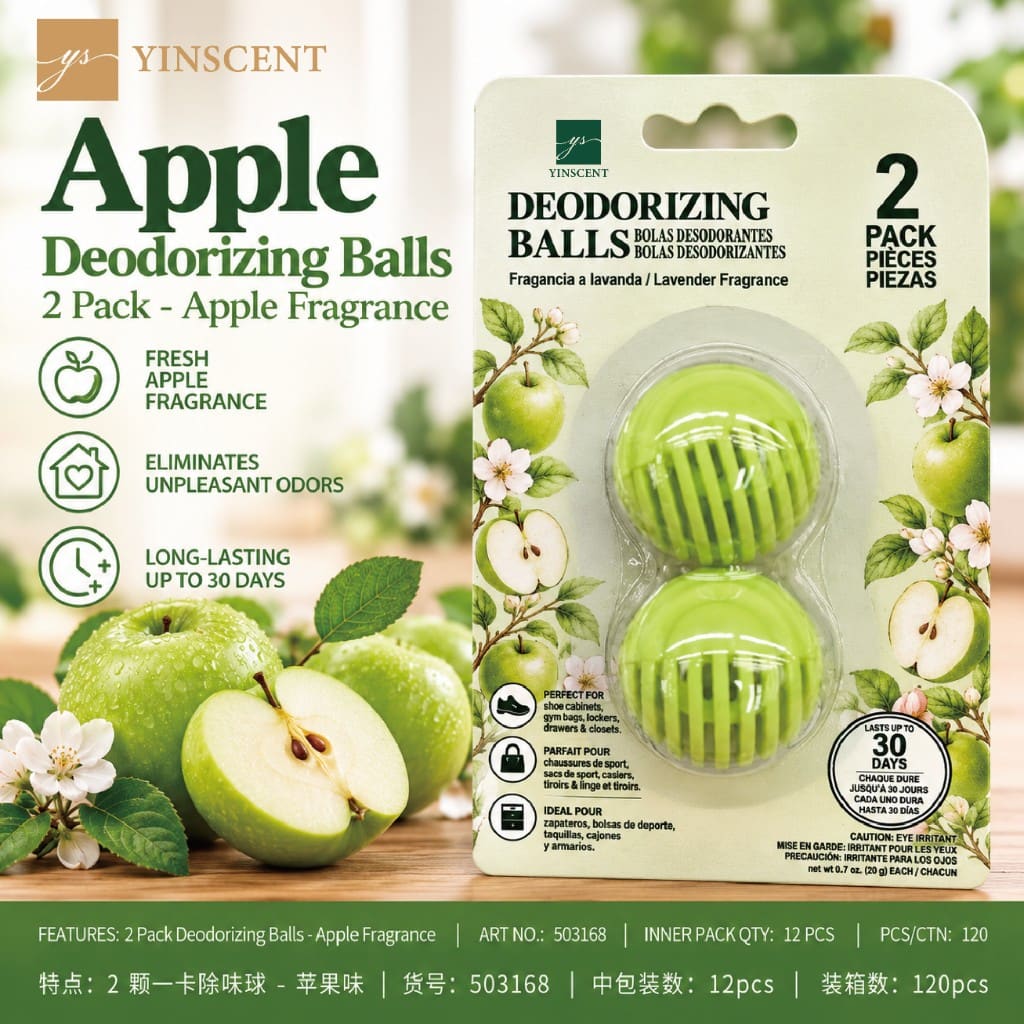 ys YINSCENT
Apple
Deodorizing Balls
2 Pack - Apple Fragrance
FRESH
APPLE
FRAGRANCE
ELIMINATES
UNPLEASANT ODORS
LONG-LASTING
UP TO 30 DAYS
ys
YINSCENT
DEODORIZING
BALLS BOLAS DESODORANTES
BOLAS DESODORIZANTES
Fragancia a lavanda / Lavender Fragrance
2
PACK
PIÈCES
PIEZAS
PERFECT FOR
shoe cabinets,
gym bags, lockers,
drawers & closets.
PARFAIT POUR
chaussures de sport,
sacs de sport, casiers,
tiroirs & linge et tiroirs.
IDEAL POUR
zapateros, bolsas de deporte,
taquillas, cajones
y armarios.
LASTS UP TO
30
DAYS
CHAQUE DURE
JUSQU'À 30 JOURS
CADA UNO DURA
HASTA 30 DÍAS
CAUTION: EYE IRRITANT
MISE EN GARDE: IRRITANT POUR LES YEUX
PRECAUCIÓN: IRRITANTE PARA LOS OJOS
net wt 0.7 oz. (20 g) EACH / CHACUN
FEATURES: 2 Pack Deodorizing Balls - Apple Fragrance | ART NO.: 503168 | INNER PACK QTY: 12 PCS | PCS/CTN: 120
特点：2 颗一卡除味球 - 苹果味 | 货号：503168 | 中包装数：12pcs | 装箱数：120pcs